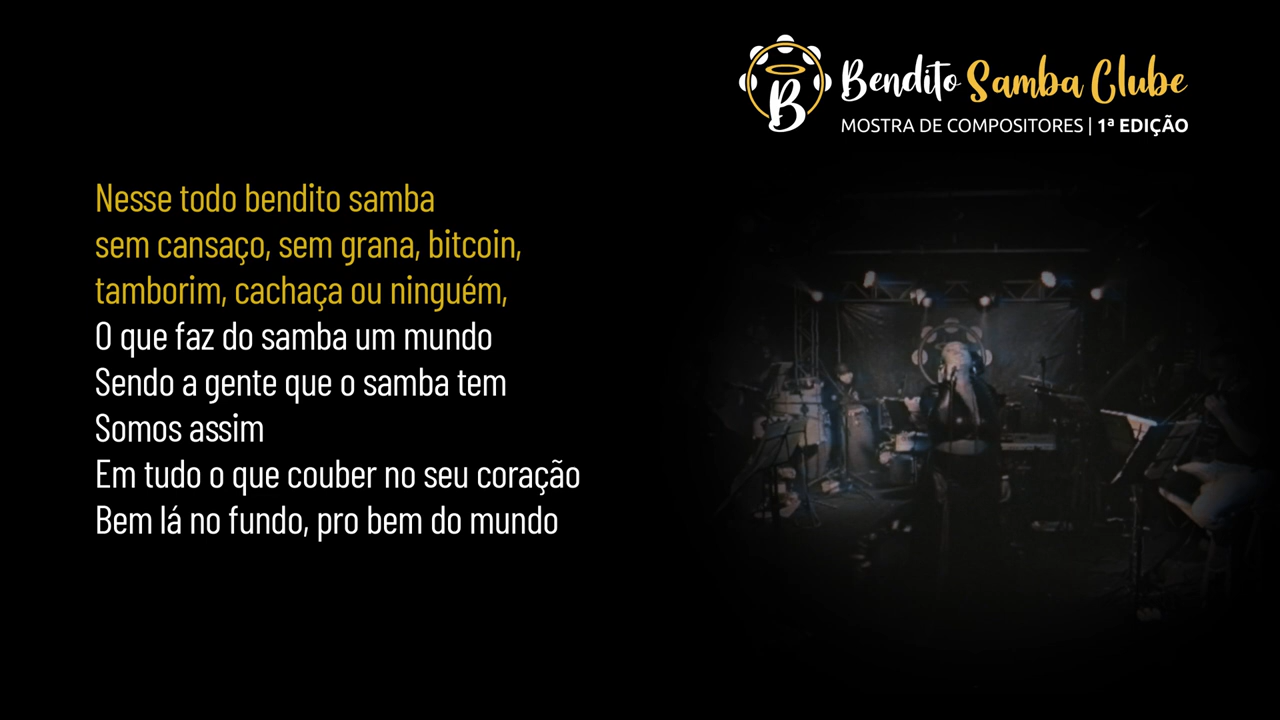 Bendito Samba Clube
MOSTRA DE COMPOSITORES | 1ª EDIÇÃO
Nesse todo bendito samba
sem cansaço, sem grana, bitcoin,
tamborim, cachaça ou ninguém,
O que faz do samba um mundo
Sendo a gente que o samba tem
Somos assim
Em tudo o que couber no seu coração
Bem lá no fundo, pro bem do mundo